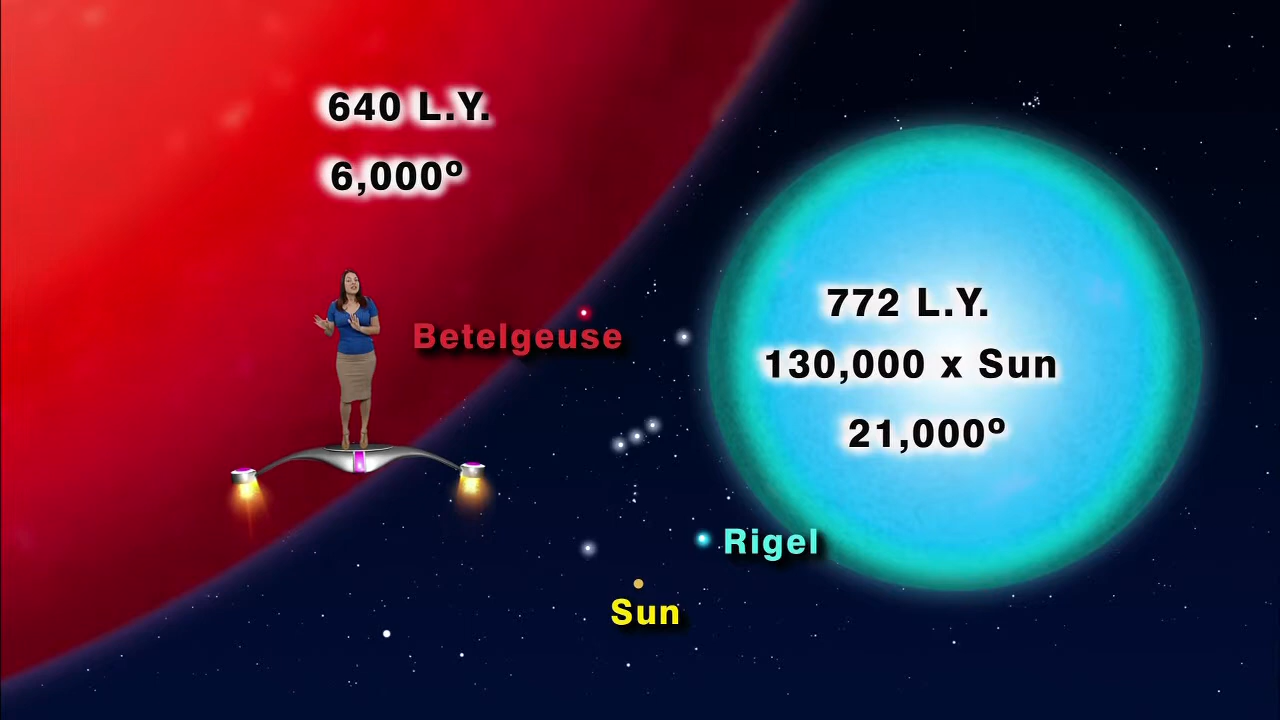 640 L.Y.
6,000º
Betelgeuse
772 L.Y.
130,000 x Sun
21,000º
Rigel
Sun